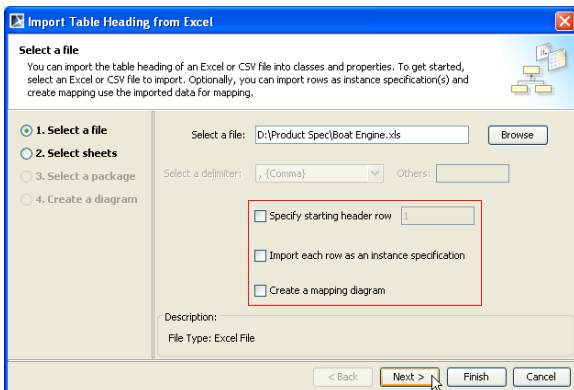 Import Table Heading from Excel
Select a file
You can import the table heading of an Excel or CSV file into classes and properties. To get started,
select an Excel or CSV file to import. Optionally, you can import rows as instance specification(s) and
create mapping use the imported data for mapping.
1. Select a file
2. Select sheets
3. Select a package
4. Create a diagram
Select a file: D:\Product Spec\Boat Engine.xls Browse
Select a delimiter: , {Comma} Others:
Specify starting header row 1
Import each row as an instance specification
Create a mapping diagram
Description:
File Type: Excel File
< Back Next > Finish Cancel